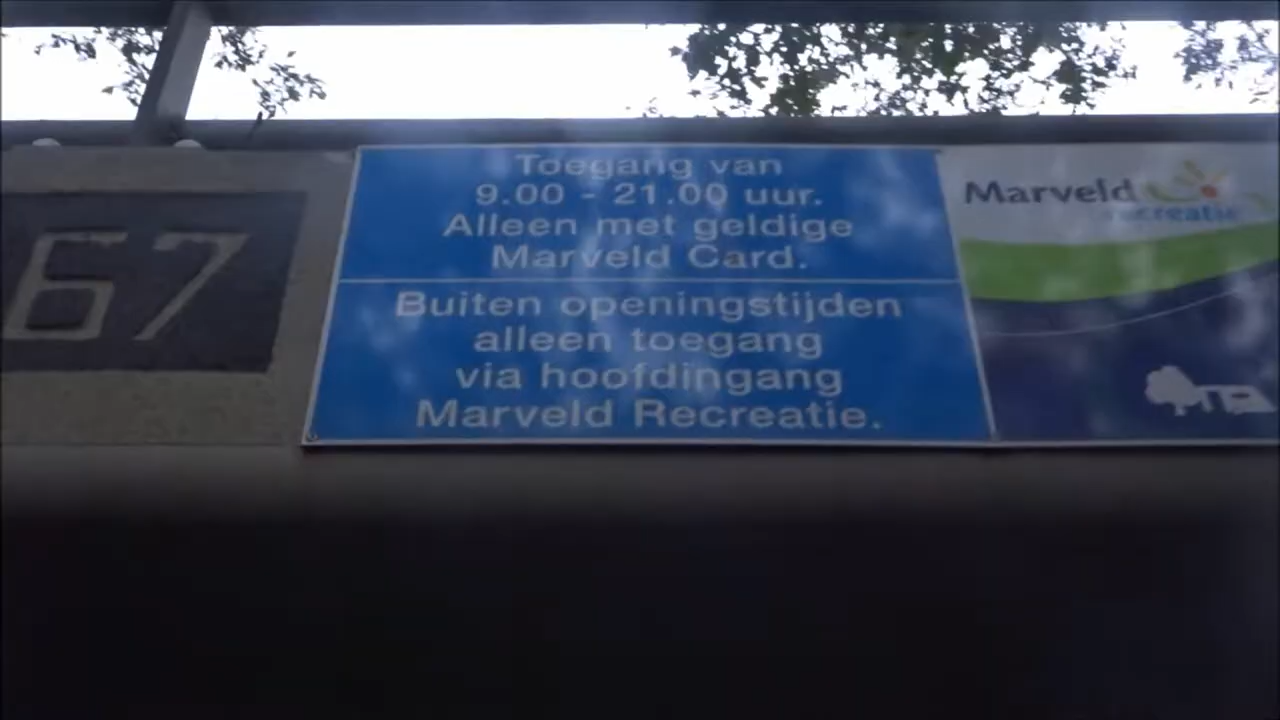 67
Toegang van
9.00 - 21.00 uur.
Alleen met geldige
Marveld Card.
Buiten openingstijden
alleen toegang
via hoofdingang
Marveld Recreatie.
Marveld
recreatie